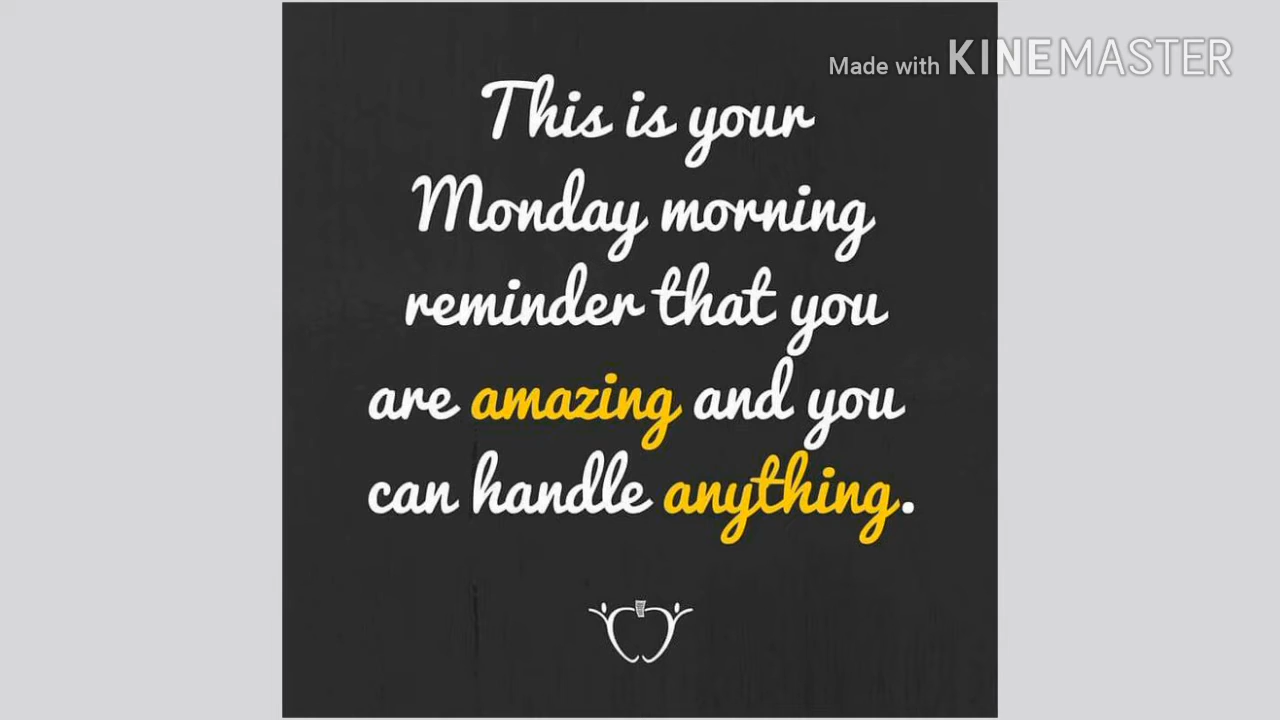 Made with KINEMASTER
This is your
Monday morning
reminder that you
are amazing and you
can handle anything.